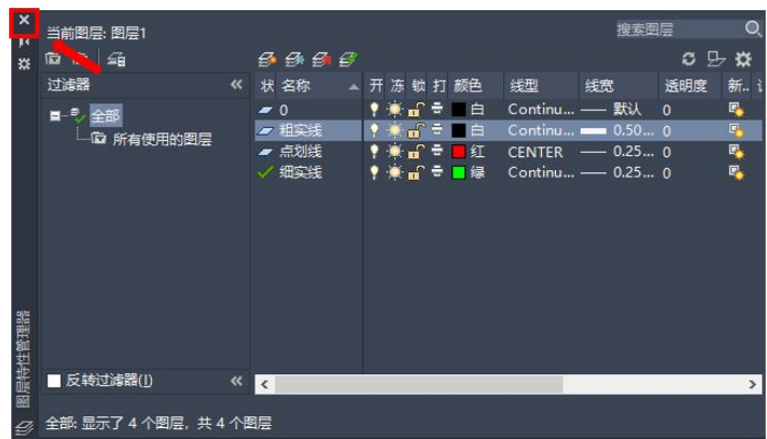 当前图层: 图层1
搜索图层
过滤器
状 名称 开 冻 锁 打 颜色 线型 线宽 透明度 新..
全部
所有使用的图层
0 白 Continu... 默认 0
粗实线 白 Continu... 0.50... 0
点划线 红 CENTER 0.25... 0
细实线 绿 Continu... 0.25... 0
反转过滤器(I)
图层特性管理器
全部: 显示了 4 个图层，共 4 个图层